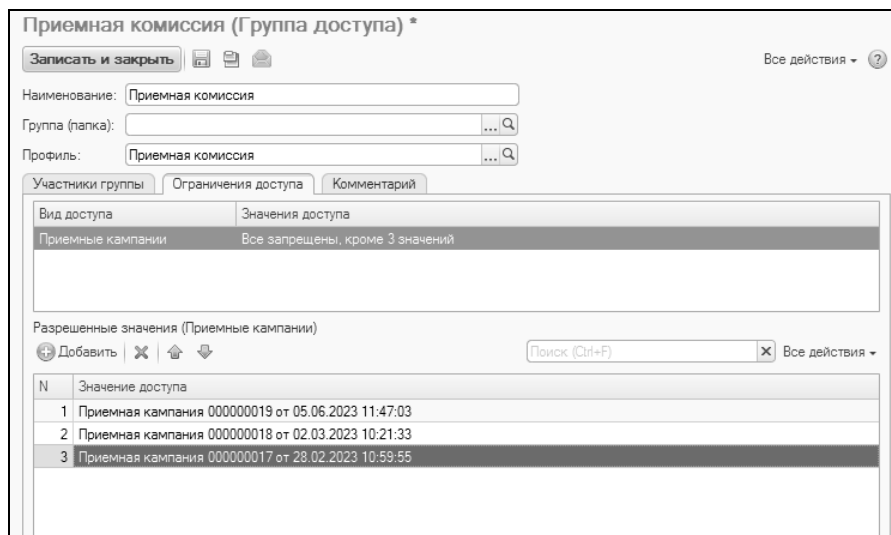 Приемная комиссия (Группа доступа) *
Записать и закрыть Все действия ?
Наименование: Приемная комиссия
Группа (папка): ...
Профиль: Приемная комиссия ...
Участники группы Ограничения доступа Комментарий
Вид доступа Значения доступа
Приемные кампании Все запрещены, кроме 3 значений
Разрешенные значения (Приемные кампании)
Добавить Поиск (Ctrl+F) x Все действия
N Значение доступа
1 Приемная кампания 000000019 от 05.06.2023 11:47:03
2 Приемная кампания 000000018 от 02.03.2023 10:21:33
3 Приемная кампания 000000017 от 28.02.2023 10:59:55